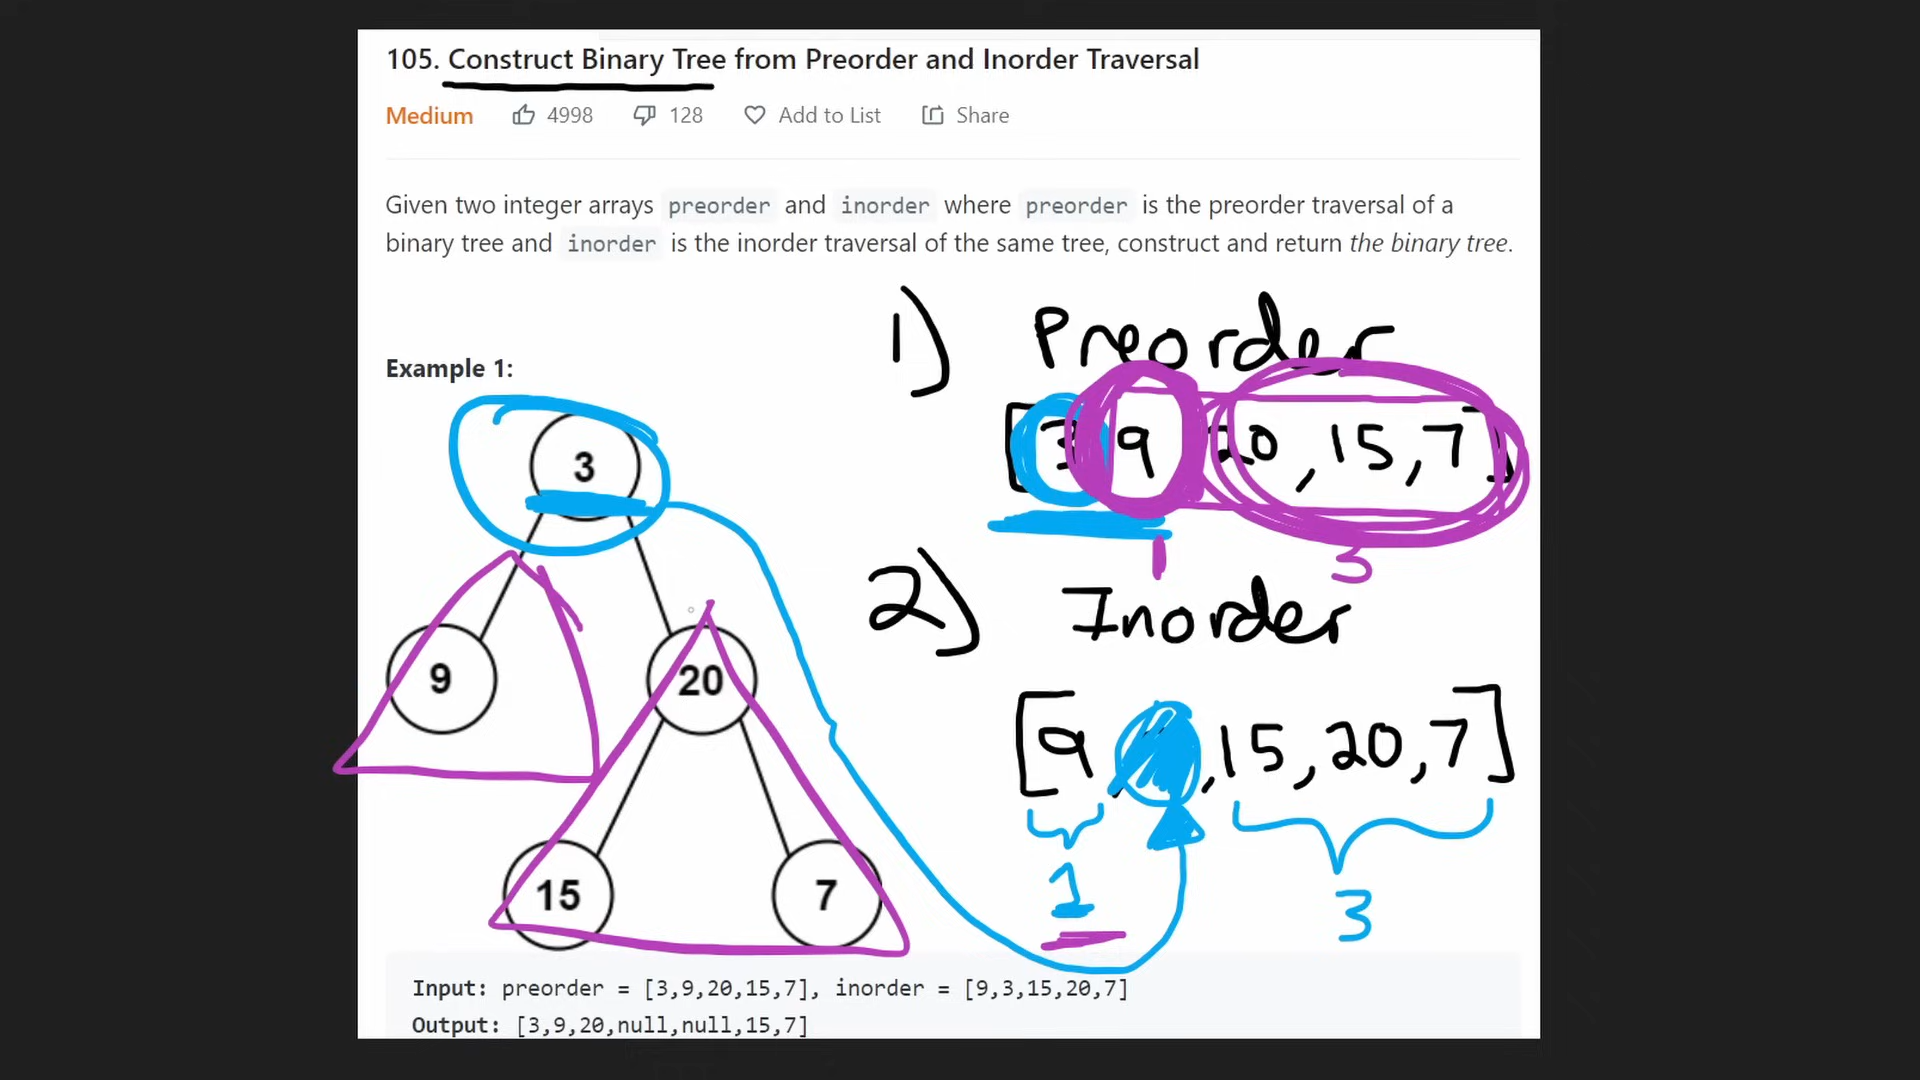 105. Construct Binary Tree from Preorder and Inorder Traversal
Medium 4998 128 Add to List Share
Given two integer arrays preorder and inorder where preorder is the preorder traversal of a
binary tree and inorder is the inorder traversal of the same tree, construct and return the binary tree.
1) Preorder
Example 1:
[3 9 20,15,7]
1 3
2) Inorder
[9, ,15,20,7]
1 3
3
9 20
15 7
Input: preorder = [3,9,20,15,7], inorder = [9,3,15,20,7]
Output: [3,9,20,null,null,15,7]